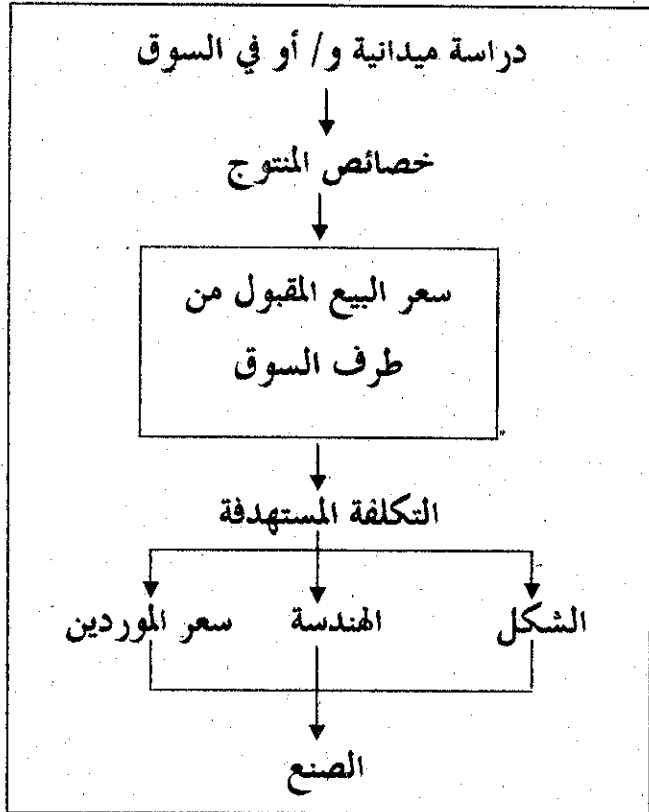 دراسة ميدانية و/ أو في السوق
خصائص المنتوج
سعر البيع المقبول من
طرف السوق
التكلفة المستهدفة
الشكل
الهندسة
سعر الموردين
الصنع